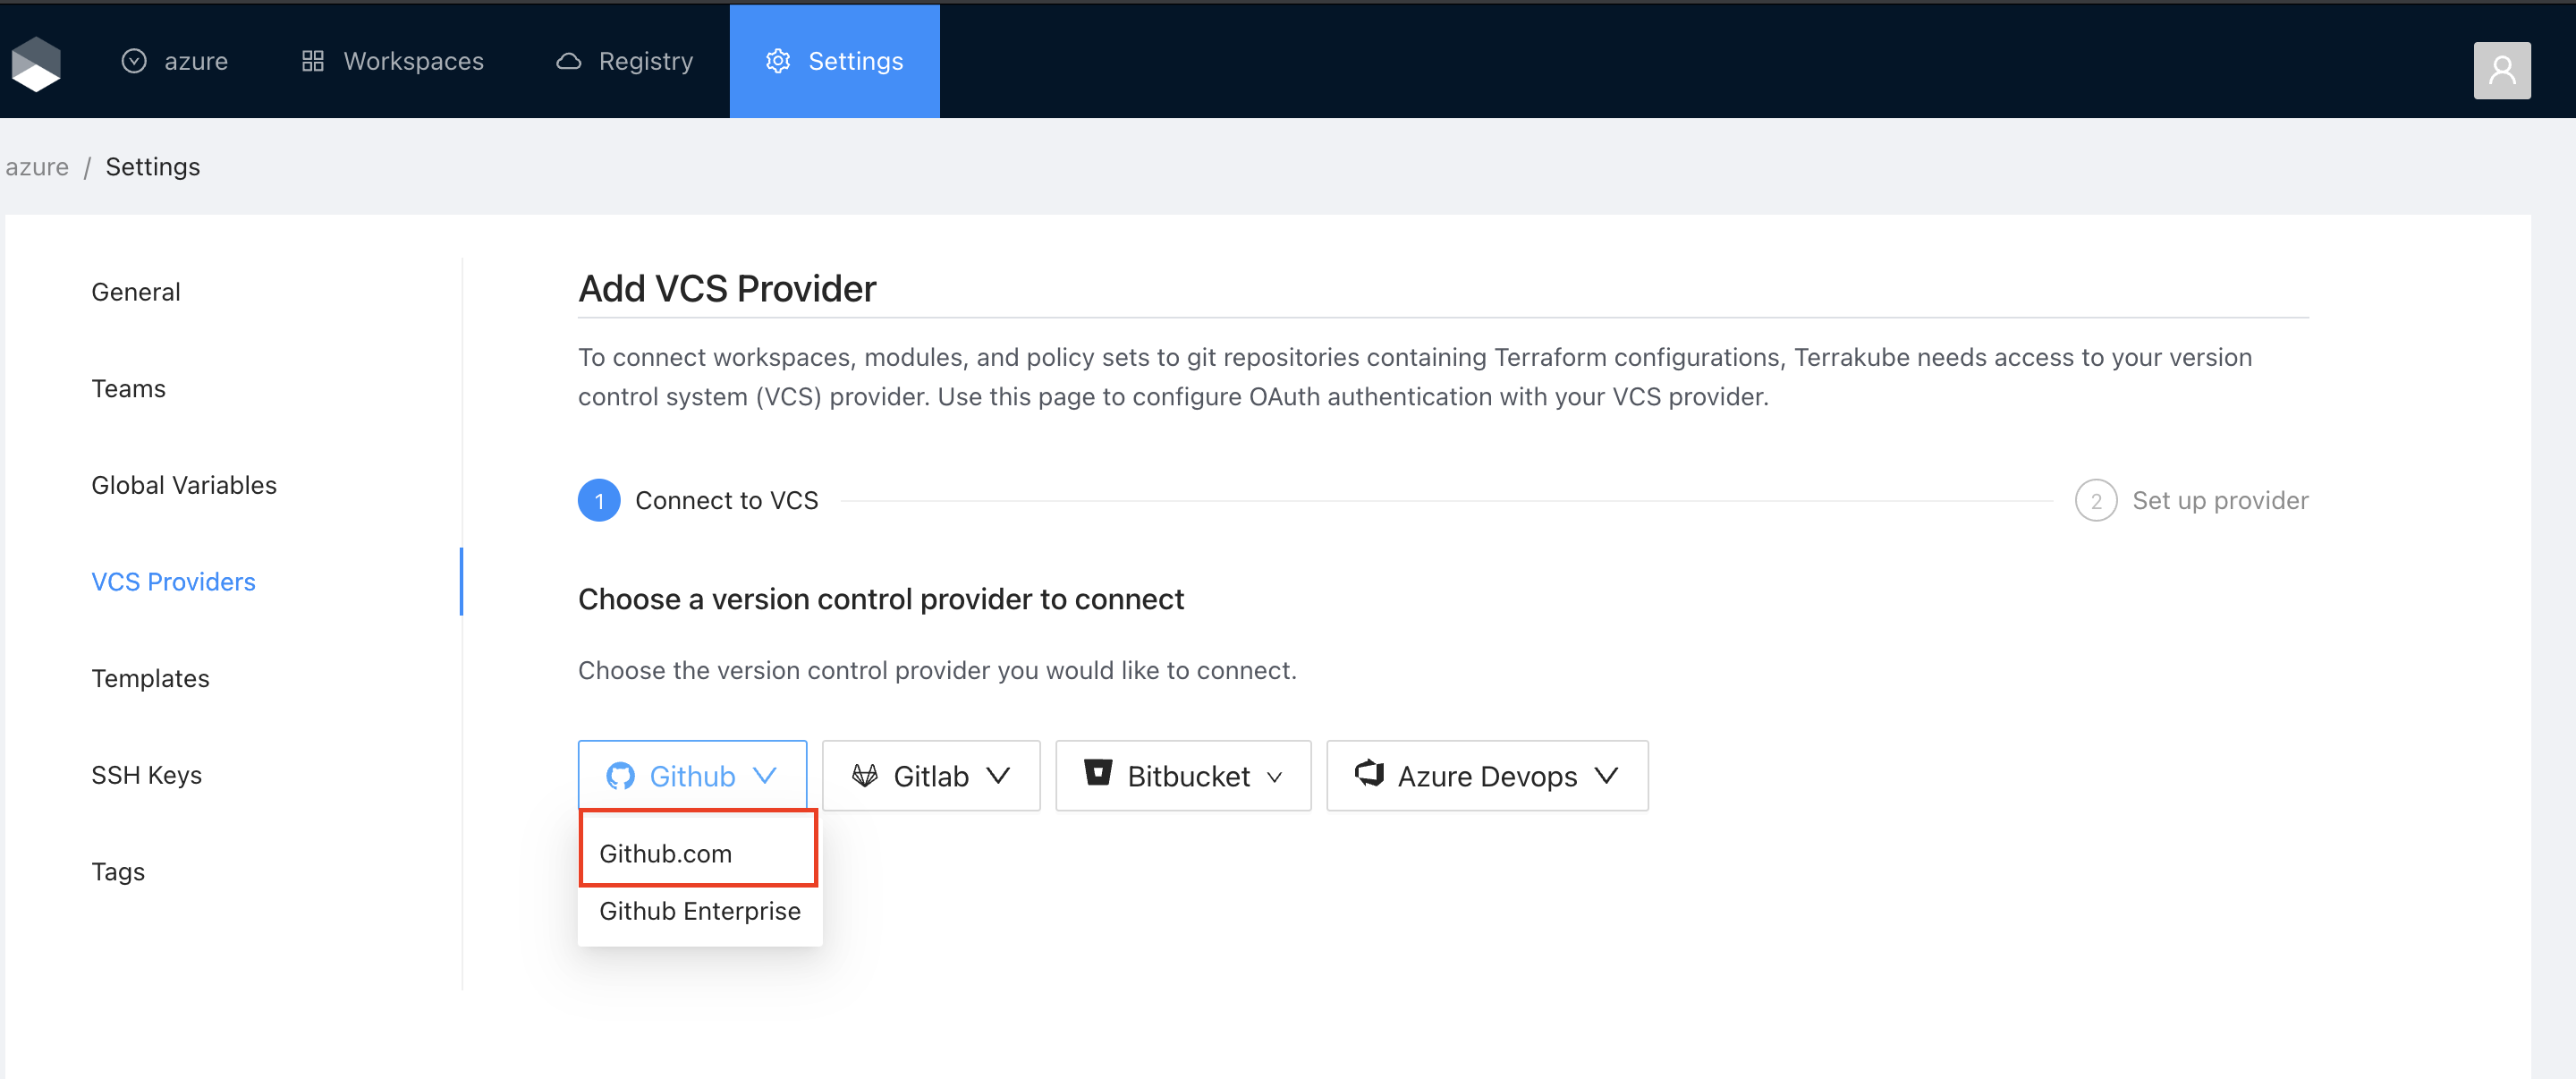 azure
Workspaces
Registry
Settings
azure / Settings
General
Teams
Global Variables
VCS Providers
Templates
SSH Keys
Tags
Add VCS Provider
To connect workspaces, modules, and policy sets to git repositories containing Terraform configurations, Terrakube needs access to your version
control system (VCS) provider. Use this page to configure OAuth authentication with your VCS provider.
1 Connect to VCS
2 Set up provider
Choose a version control provider to connect
Choose the version control provider you would like to connect.
Github
Gitlab
Bitbucket
Azure Devops
Github.com
Github Enterprise